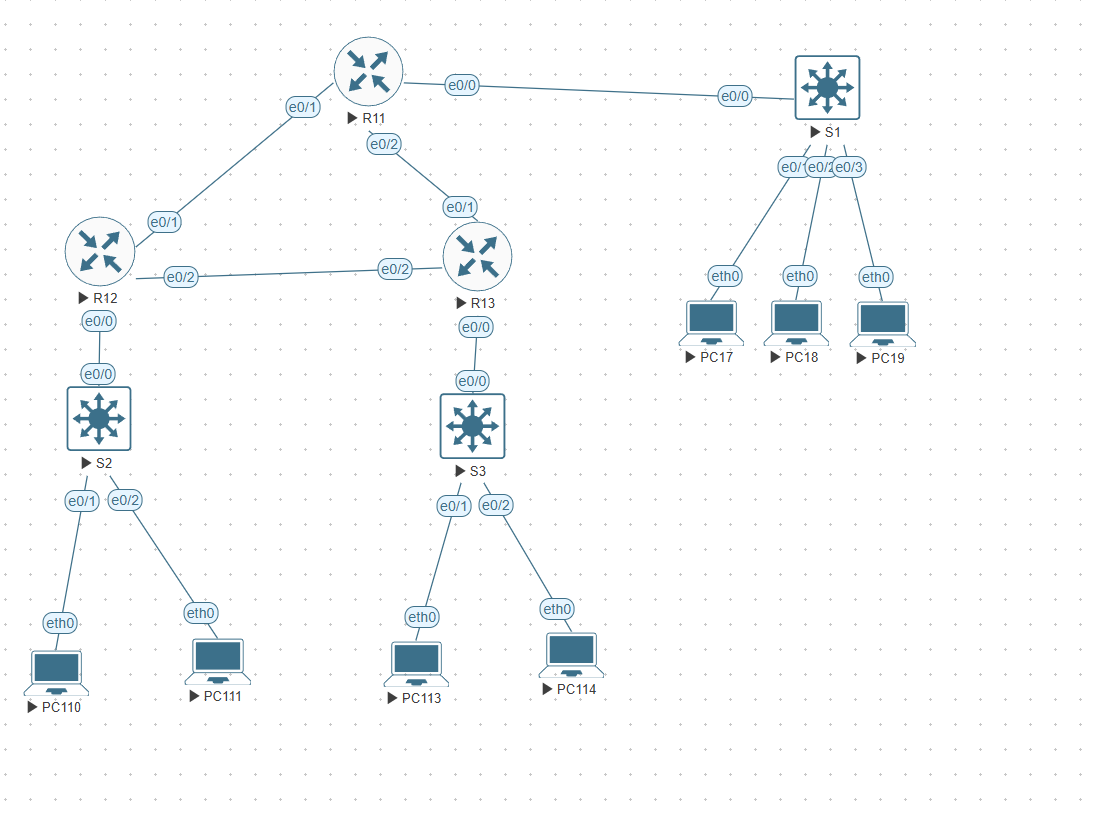 e0/0
e0/0
e0/1
R11
S1
e0/2
e0/1
e0/2
e0/3
e0/1
e0/1
e0/2
e0/2
eth0
eth0
eth0
R12
R13
e0/0
e0/0
PC17
PC18
PC19
e0/0
e0/0
S2
S3
e0/1
e0/2
e0/1
e0/2
eth0
eth0
eth0
eth0
PC110
PC111
PC113
PC114